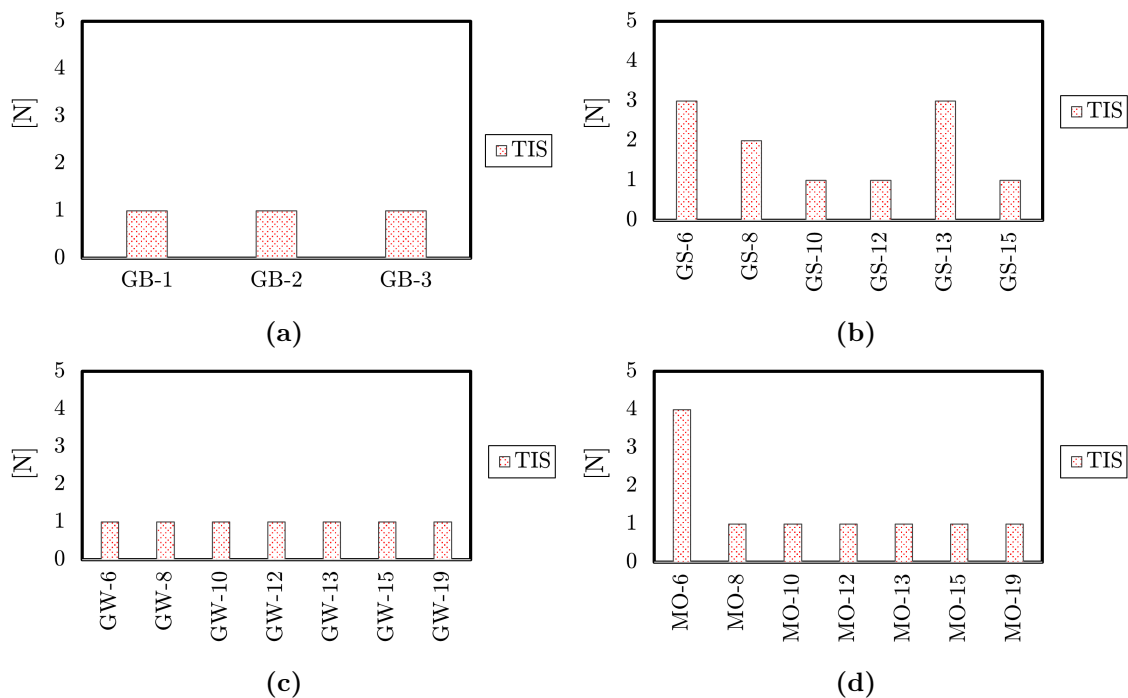 5
4
3
2
1
0
[N]
TIS
GB-1 GB-2 GB-3
(a)
5
4
3
2
1
0
[N]
TIS
GS-6 GS-8 GS-10 GS-12 GS-13 GS-15
(b)
5
4
3
2
1
0
[N]
TIS
GW-6 GW-8 GW-10 GW-12 GW-13 GW-15 GW-19
(c)
5
4
3
2
1
0
[N]
TIS
MO-6 MO-8 MO-10 MO-12 MO-13 MO-15 MO-19
(d)